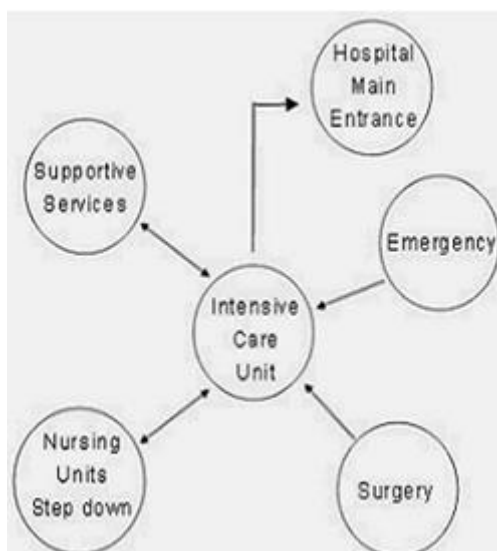 Hospital
Main
Entrance
Supportive
Services
Emergency
Intensive
Care
Unit
Nursing
Units
Step down
Surgery